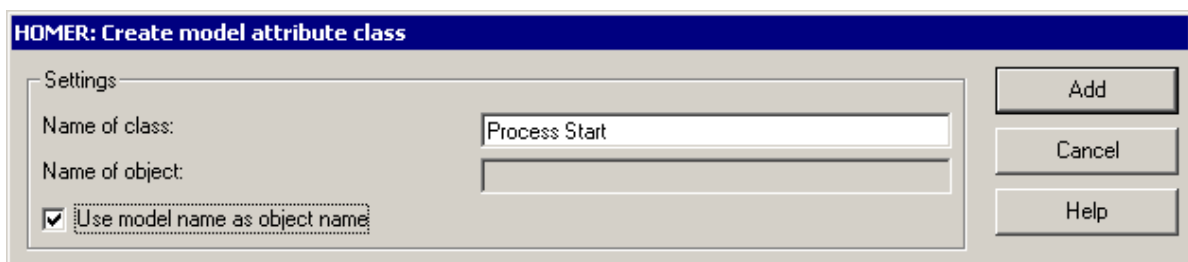 HOMER: Create model attribute class
Settings
Name of class:
Process Start
Name of object:
Use model name as object name
Add
Cancel
Help